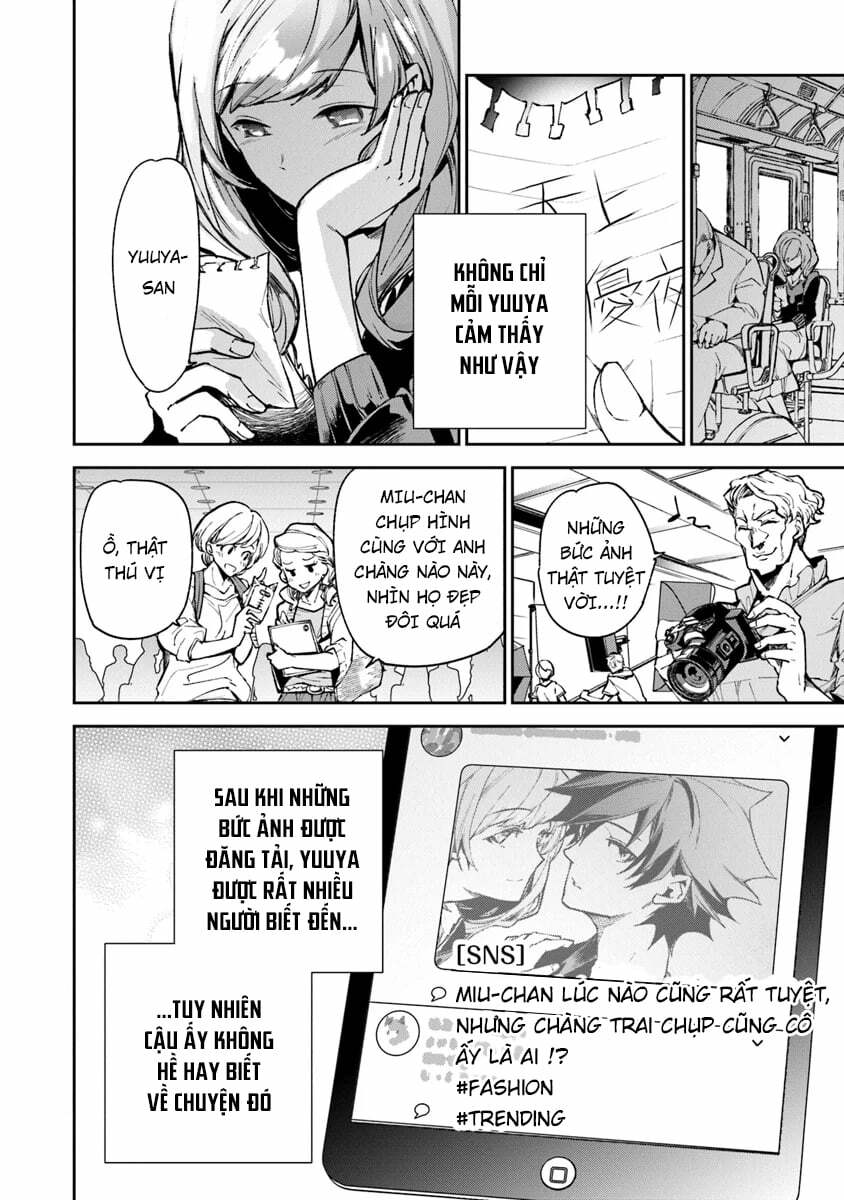 KHÔNG CHỈ
MỖI YUUYA
CẢM THẤY
NHƯ VẬY
YUUYA-
SAN
NHỮNG
BỨC ẢNH
THẬT TUYỆT
VỜI...!!
MIU-CHAN
CHỤP HÌNH
CÙNG VỚI ANH
CHÀNG NÀO NÀY,
NHÌN HỌ ĐẸP
ĐÔI QUÁ
Ồ, THẬT
THÚ VỊ
SAU KHI NHỮNG
BỨC ẢNH ĐƯỢC
ĐĂNG TẢI, YUUYA
ĐƯỢC RẤT NHIỀU
NGƯỜI BIẾT ĐẾN...
[SNS]
MIU-CHAN LÚC NÀO CŨNG RẤT TUYỆT,
NHƯNG CHÀNG TRAI CHỤP CŨNG CÔ
ẤY LÀ AI !?
#FASHION
#TRENDING
...TUY NHIÊN
CẬU ẤY KHÔNG
HỀ HAY BIẾT
VỀ CHUYỆN ĐÓ